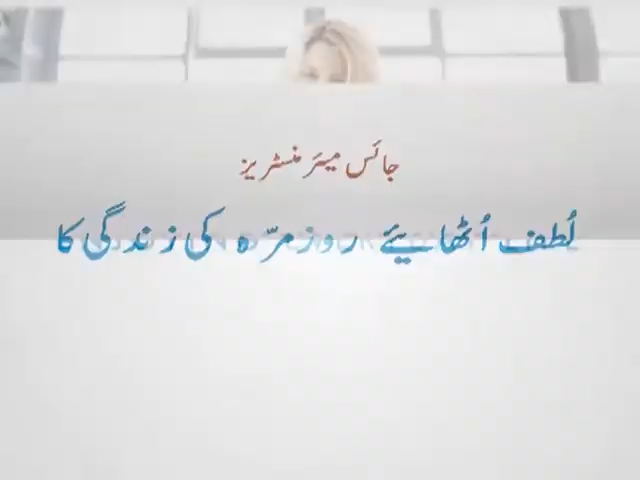 جائس میئر منسٹریز
لُطف اُٹھایئے روزمرّہ کی زندگی کا